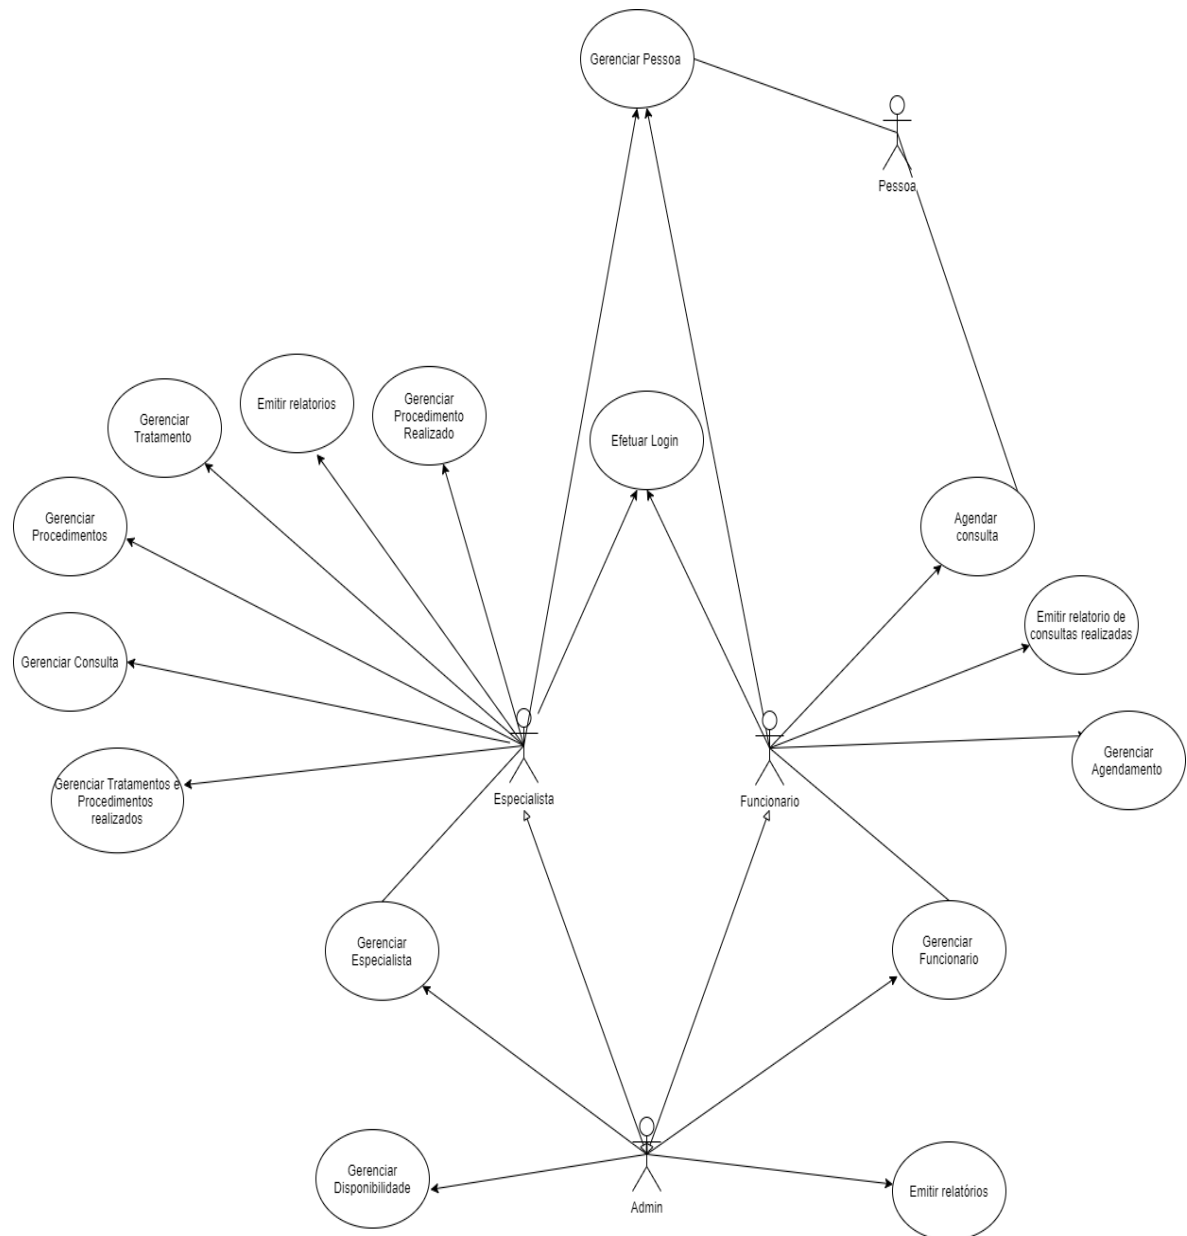 Gerenciar Pessoa
Pessoa
Emitir relatorios
Gerenciar
Procedimento
Realizado
Gerenciar
Tratamento
Efetuar Login
Gerenciar
Procedimentos
Agendar
consulta
Emitir relatorio de
consultas realizadas
Gerenciar Consulta
Gerenciar
Agendamento
Gerenciar Tratamentos e
Procedimentos
realizados
Especialista
Funcionario
Gerenciar
Especialista
Gerenciar
Funcionario
Gerenciar
Disponibilidade
Admin
Emitir relatórios